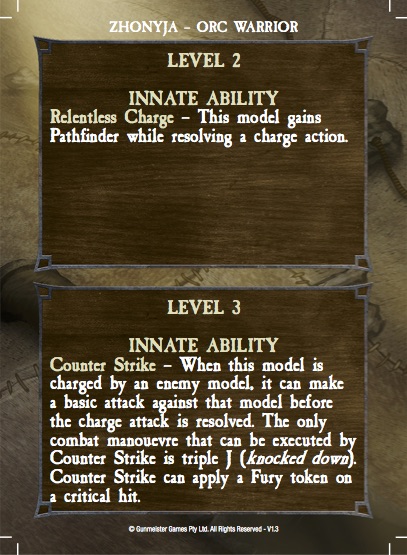 ZHONYJA – ORC WARRIOR
LEVEL 2
INNATE ABILITY
Relentless Charge – This model gains
Pathfinder while resolving a charge action.
LEVEL 3
INNATE ABILITY
Counter Strike – When this model is
charged by an enemy model, it can make
a basic attack against that model before
the charge attack is resolved. The only
combat manouevre that can be executed by
Counter Strike is triple J (knocked down).
Counter Strike can apply a Fury token on
a critical hit.
© Gunmeister Games Pty Ltd. All Rights Reserved - V1.3